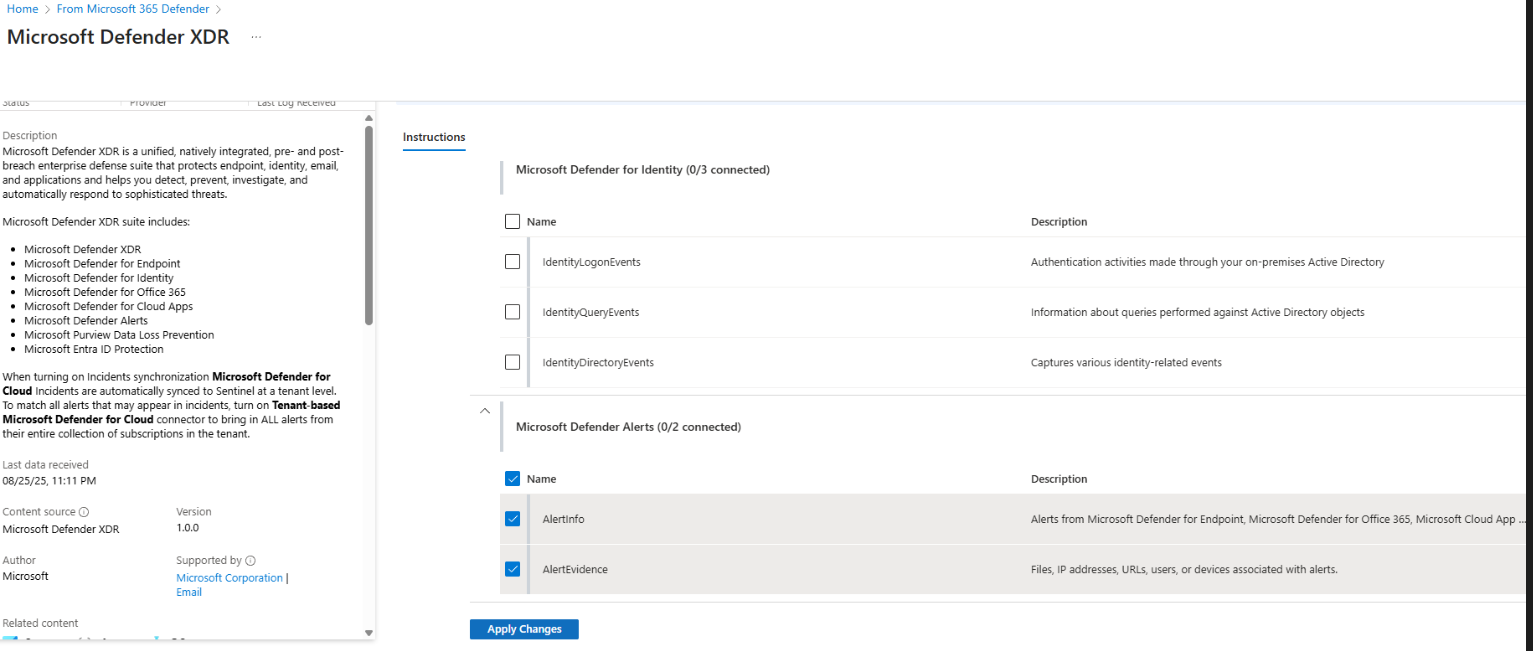 Home > From Microsoft 365 Defender >
Microsoft Defender XDR ...
Status Provider Last Log Received
Description
Microsoft Defender XDR is a unified, natively integrated, pre- and post-
breach enterprise defense suite that protects endpoint, identity, email,
and applications and helps you detect, prevent, investigate, and
automatically respond to sophisticated threats.
Microsoft Defender XDR suite includes:
• Microsoft Defender XDR
• Microsoft Defender for Endpoint
• Microsoft Defender for Identity
• Microsoft Defender for Office 365
• Microsoft Defender for Cloud Apps
• Microsoft Defender Alerts
• Microsoft Purview Data Loss Prevention
• Microsoft Entra ID Protection
When turning on Incidents synchronization Microsoft Defender for
Cloud Incidents are automatically synced to Sentinel at a tenant level.
To match all alerts that may appear in incidents, turn on Tenant-based
Microsoft Defender for Cloud connector to bring in ALL alerts from
their entire collection of subscriptions in the tenant.
Last data received
08/25/25, 11:11 PM
Content source Version
Microsoft Defender XDR 1.0.0
Author Supported by
Microsoft Microsoft Corporation |
Email
Related content
Instructions
Microsoft Defender for Identity (0/3 connected)
Name Description
IdentityLogonEvents Authentication activities made through your on-premises Active Directory
IdentityQueryEvents Information about queries performed against Active Directory objects
IdentityDirectoryEvents Captures various identity-related events
Microsoft Defender Alerts (0/2 connected)
Name Description
AlertInfo Alerts from Microsoft Defender for Endpoint, Microsoft Defender for Office 365, Microsoft Cloud App ...
AlertEvidence Files, IP addresses, URLs, users, or devices associated with alerts.
Apply Changes